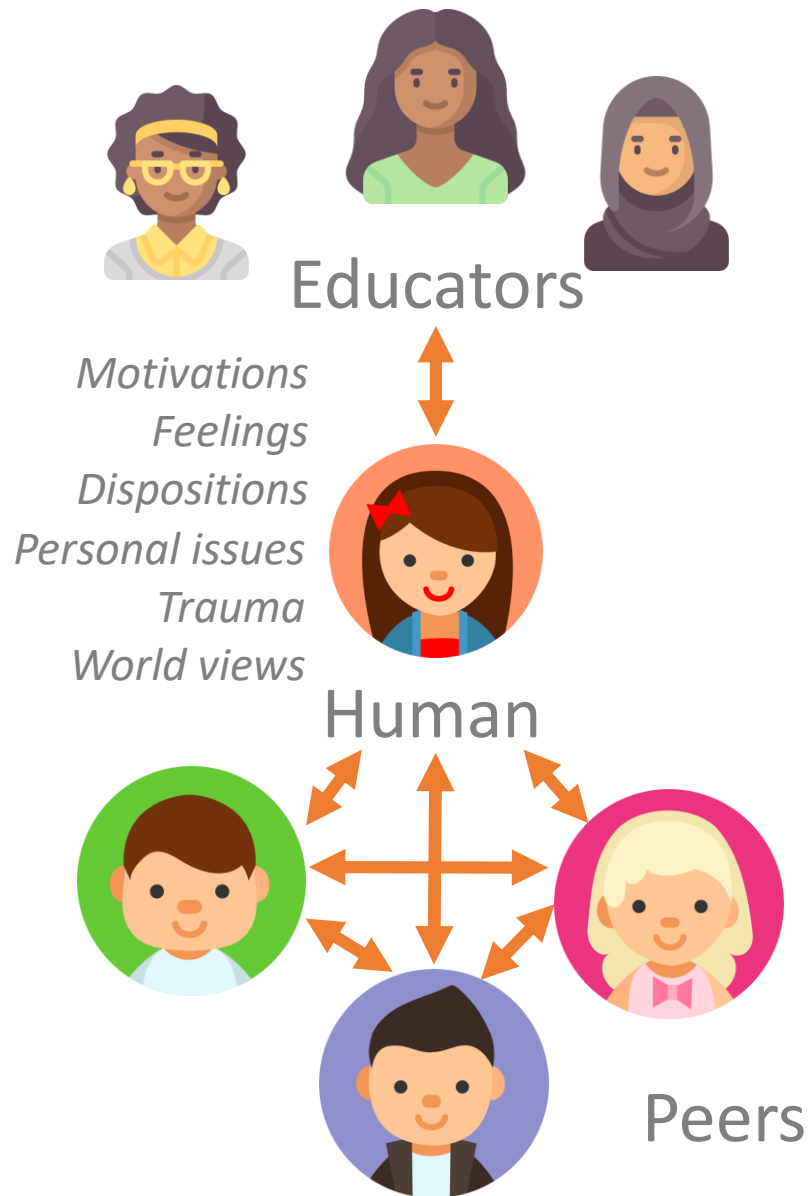 Educators
Motivations
Feelings
Dispositions
Personal issues
Trauma
World views
Human
Peers